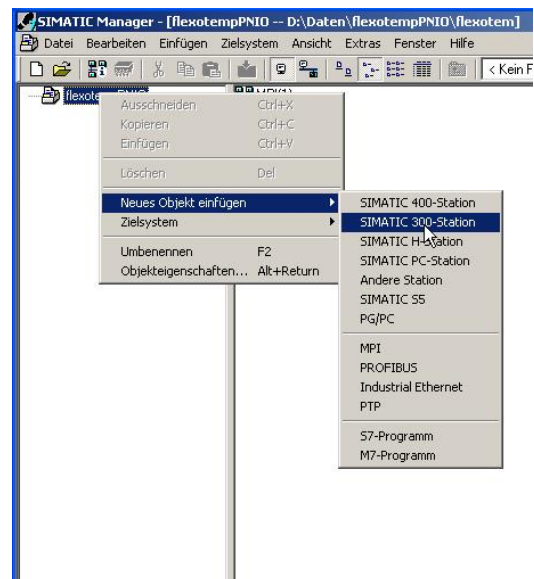 SIMATIC Manager - [flexotempPNIO -- D:\Daten\flexotempPNIO\flexotem]
Datei Bearbeiten Einfügen Zielsystem Ansicht Extras Fenster Hilfe
< Kein F
Ausschneiden Ctrl+X
Kopieren Ctrl+C
Einfügen Ctrl+V
Löschen Del
Neues Objekt einfügen
Zielsystem
Umbenennen F2
Objekteigenschaften... Alt+Return
SIMATIC 400-Station
SIMATIC 300-Station
SIMATIC H-Station
SIMATIC PC-Station
Andere Station
SIMATIC S5
PG/PC
MPI
PROFIBUS
Industrial Ethernet
PTP
S7-Programm
M7-Programm